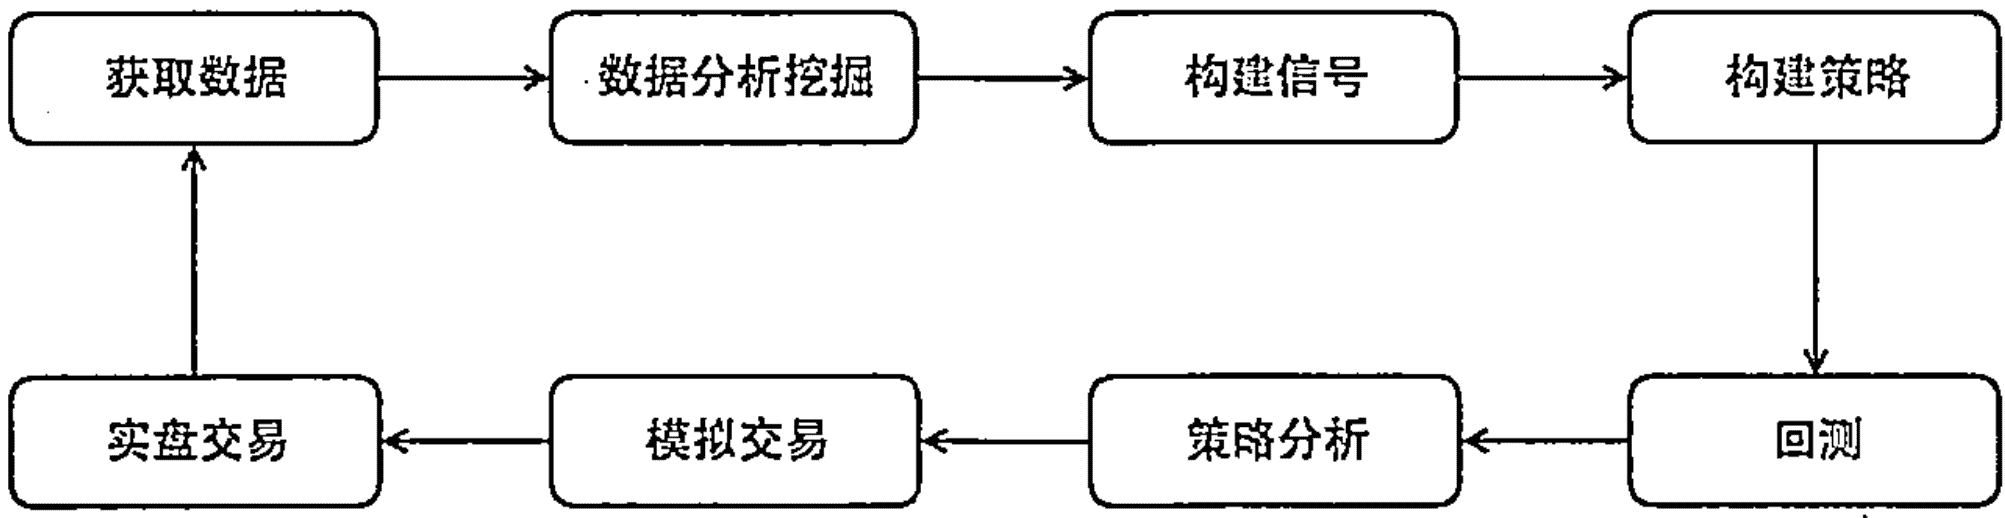 获取数据
数据分析挖掘
构建信号
构建策略
实盘交易
模拟交易
策略分析
回测